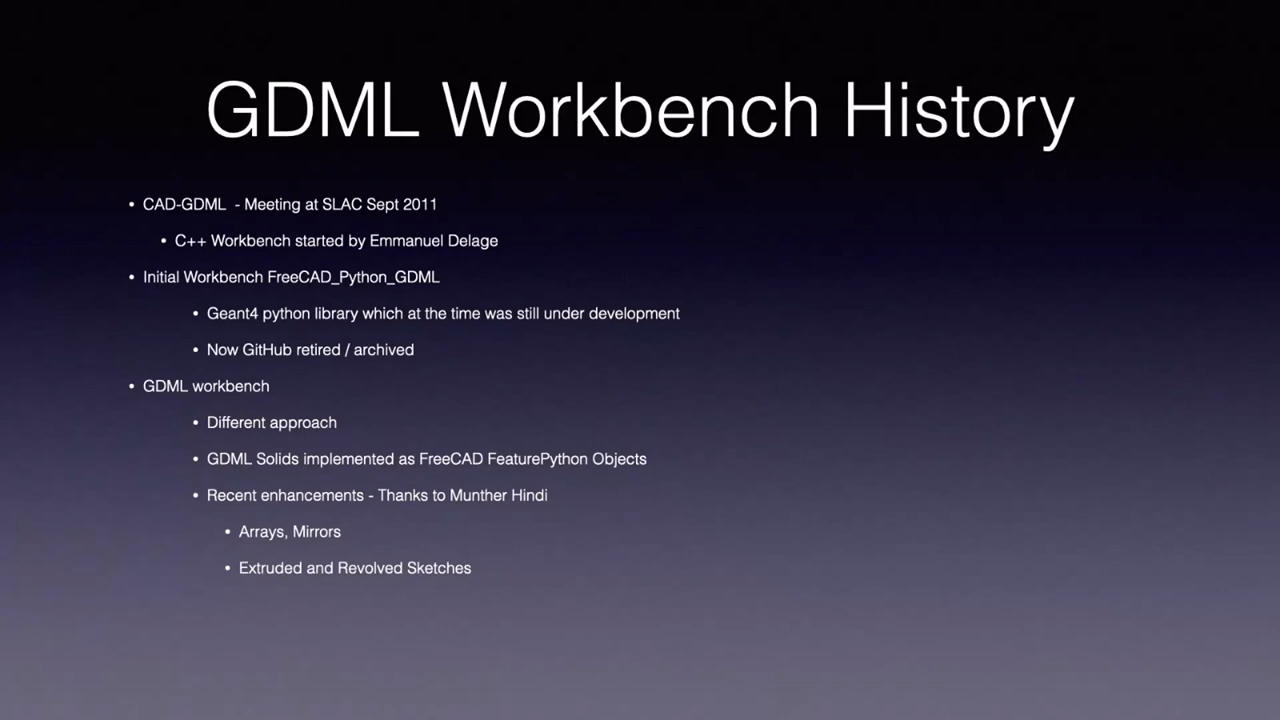 GDML Workbench History
• CAD-GDML - Meeting at SLAC Sept 2011
• C++ Workbench started by Emmanuel Delage
• Initial Workbench FreeCAD_Python_GDML
• Geant4 python library which at the time was still under development
• Now GitHub retired / archived
• GDML workbench
• Different approach
• GDML Solids implemented as FreeCAD FeaturePython Objects
• Recent enhancements - Thanks to Munther Hindi
• Arrays, Mirrors
• Extruded and Revolved Sketches